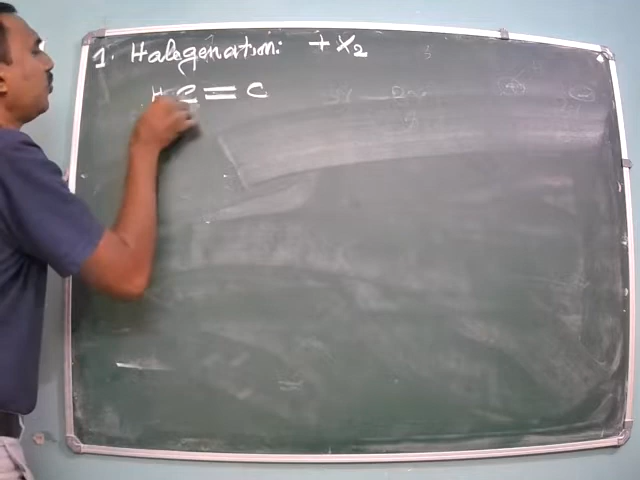 1. Halogenation: + X2
H C = C